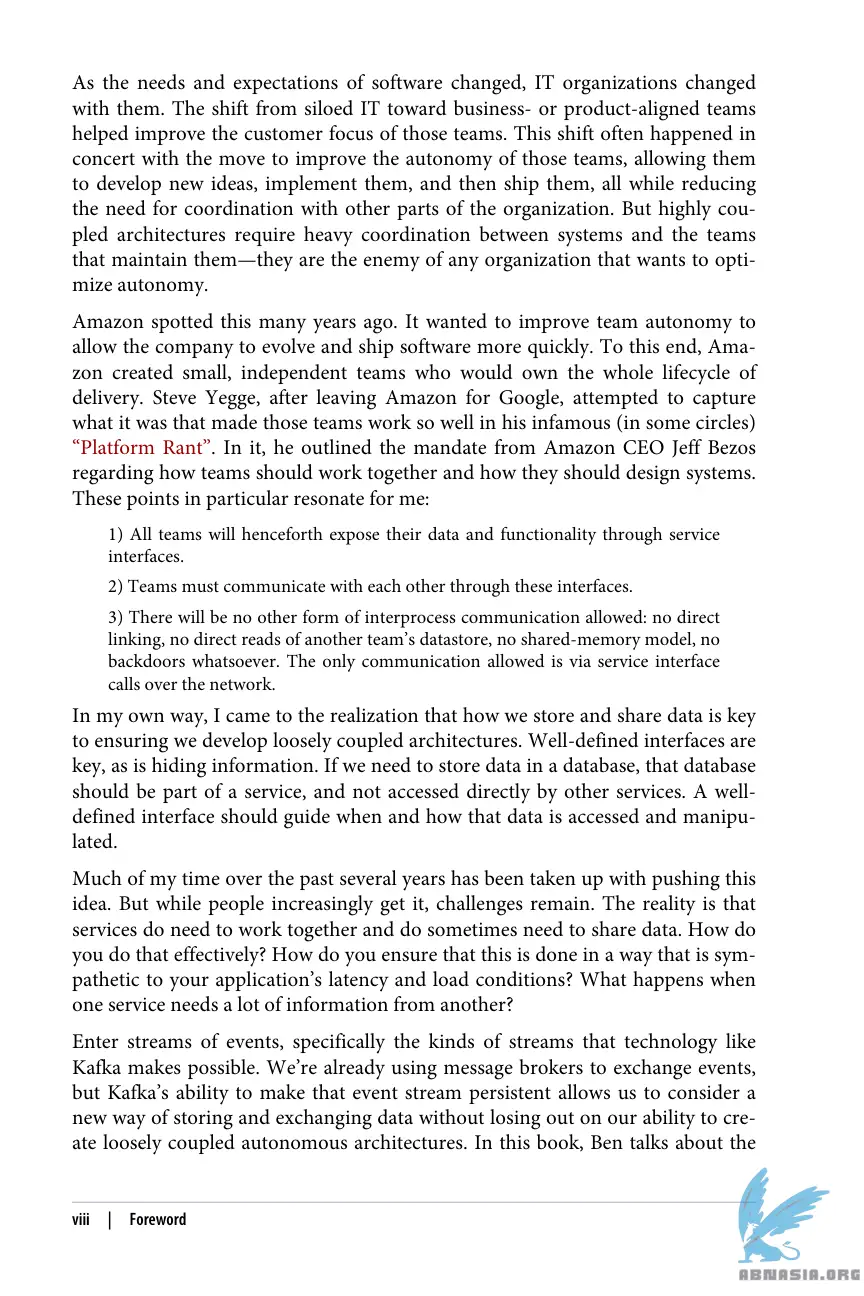 As the needs and expectations of software changed, IT organizations changed
with them. The shift from siloed IT toward business- or product-aligned teams
helped improve the customer focus of those teams. This shift often happened in
concert with the move to improve the autonomy of those teams, allowing them
to develop new ideas, implement them, and then ship them, all while reducing
the need for coordination with other parts of the organization. But highly cou-
pled architectures require heavy coordination between systems and the teams
that maintain them—they are the enemy of any organization that wants to opti-
mize autonomy.
Amazon spotted this many years ago. It wanted to improve team autonomy to
allow the company to evolve and ship software more quickly. To this end, Ama-
zon created small, independent teams who would own the whole lifecycle of
delivery. Steve Yegge, after leaving Amazon for Google, attempted to capture
what it was that made those teams work so well in his infamous (in some circles)
“Platform Rant”. In it, he outlined the mandate from Amazon CEO Jeff Bezos
regarding how teams should work together and how they should design systems.
These points in particular resonate for me:
1) All teams will henceforth expose their data and functionality through service
interfaces.
2) Teams must communicate with each other through these interfaces.
3) There will be no other form of interprocess communication allowed: no direct
linking, no direct reads of another team’s datastore, no shared-memory model, no
backdoors whatsoever. The only communication allowed is via service interface
calls over the network.
In my own way, I came to the realization that how we store and share data is key
to ensuring we develop loosely coupled architectures. Well-defined interfaces are
key, as is hiding information. If we need to store data in a database, that database
should be part of a service, and not accessed directly by other services. A well-
defined interface should guide when and how that data is accessed and manipu-
lated.
Much of my time over the past several years has been taken up with pushing this
idea. But while people increasingly get it, challenges remain. The reality is that
services do need to work together and do sometimes need to share data. How do
you do that effectively? How do you ensure that this is done in a way that is sym-
pathetic to your application’s latency and load conditions? What happens when
one service needs a lot of information from another?
Enter streams of events, specifically the kinds of streams that technology like
Kafka makes possible. We’re already using message brokers to exchange events,
but Kafka’s ability to make that event stream persistent allows us to consider a
new way of storing and exchanging data without losing out on our ability to cre-
ate loosely coupled autonomous architectures. In this book, Ben talks about the
viii | Foreword
ABNASIA.ORG